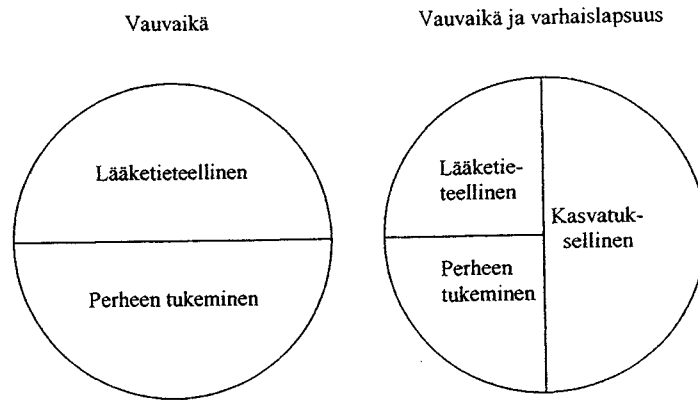 Vauvaikä
Vauvaikä ja varhaislapsuus
Lääketieteellinen
Perheen tukeminen
Lääketie-
teellinen
Perheen
tukeminen
Kasvatuk-
sellinen